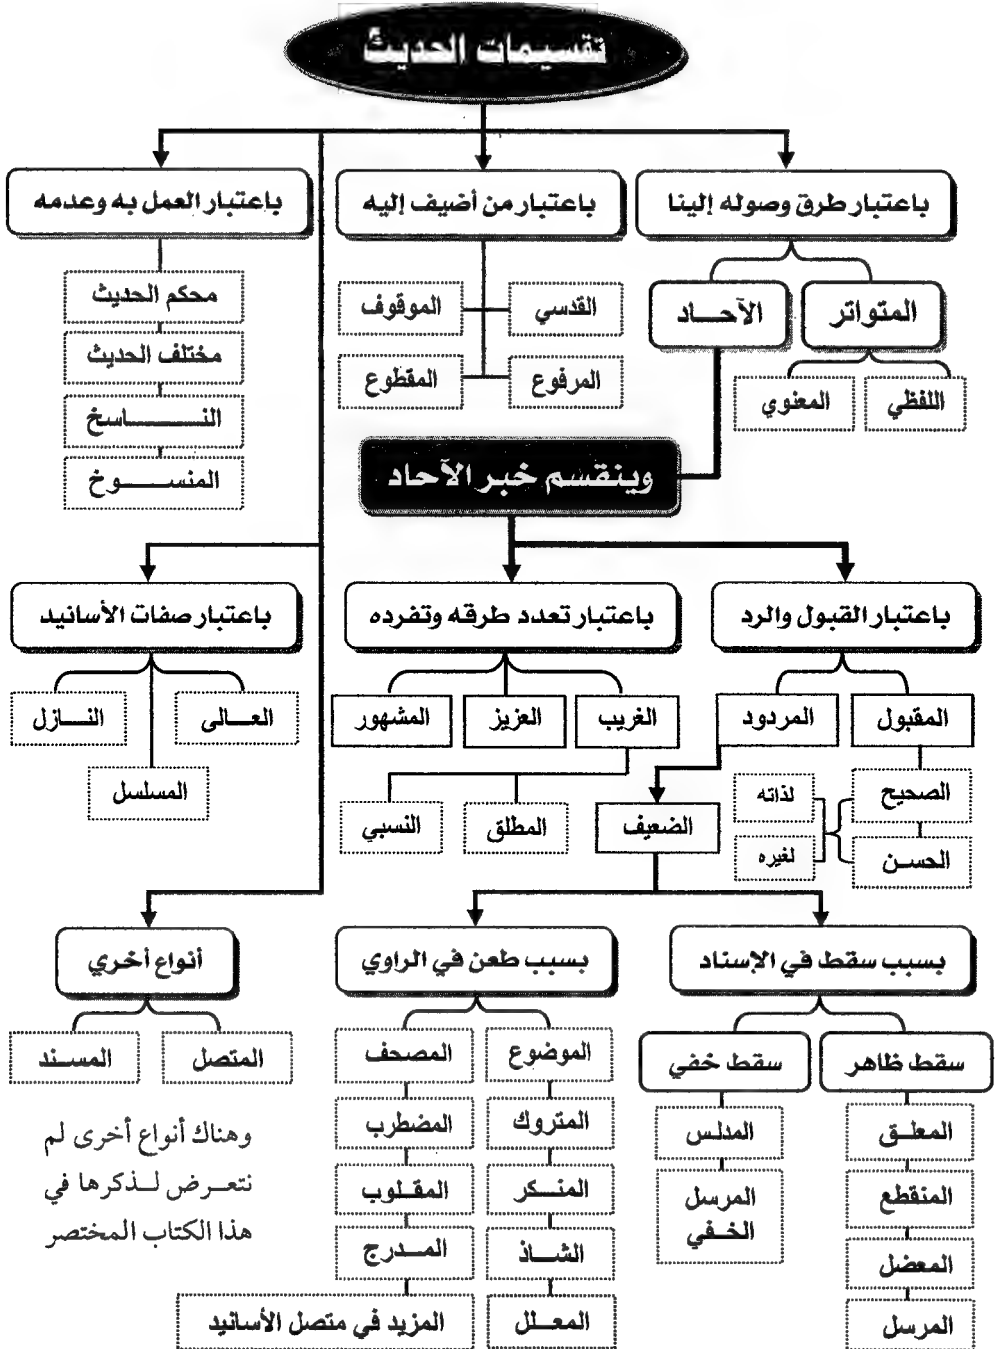 تقسيمات الحديث
باعتبار طرق وصوله إلينا
باعتبار من أضيف إليه
باعتبار العمل به وعدمه
المتواتر
الآحاد
اللفظي
المعنوي
القدسي
الموقوف
المرفوع
المقطوع
محكم الحديث
مختلف الحديث
الناسخ
المنسوخ
وينقسم خبر الآحاد
باعتبار القبول والرد
باعتبار تعدد طرقه وتفرده
باعتبار صفات الأسانيد
المقبول
المردود
الصحيح
الحسن
لذاته
لغيره
الضعيف
الغريب
العزيز
المشهور
المطلق
النسبي
العالى
النازل
المسلسل
بسبب سقط في الإسناد
بسبب طعن في الراوي
أنواع أخري
سقط ظاهر
سقط خفي
المعلق
المنقطع
المعضل
المرسل
المدلس
المرسل
الخفي
الموضوع
المتروك
المنكر
الشاذ
المعلل
المصحف
المضطرب
المقلوب
المدرج
المزيد في متصل الأسانيد
المتصل
المسند
وهناك أنواع أخرى لم
نتعرض لذكرها في
هذا الكتاب المختصر